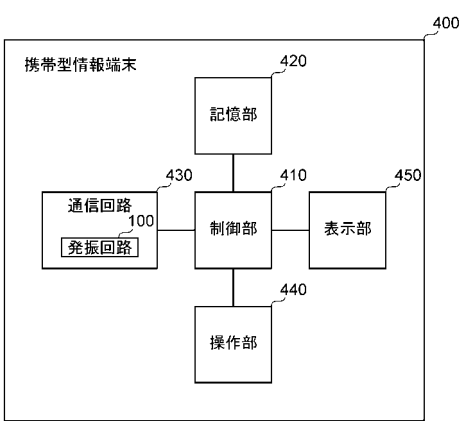 400
携帯型情報端末
420
記憶部
430
通信回路
100
発振回路
410
制御部
450
表示部
440
操作部